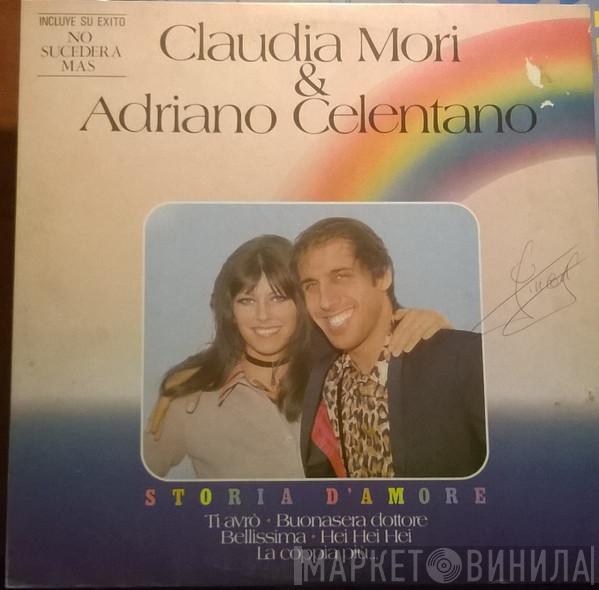 INCLUYE SU EXITO
NO
SUCEDERA
MAS
Claudia Mori
&
Adriano Celentano
STORIA D'AMORE
Ti avrò • Buonasera dottore
Bellissima • Hei Hei Hei
La coppia più...
МАРКЕТ ВИНИЛА